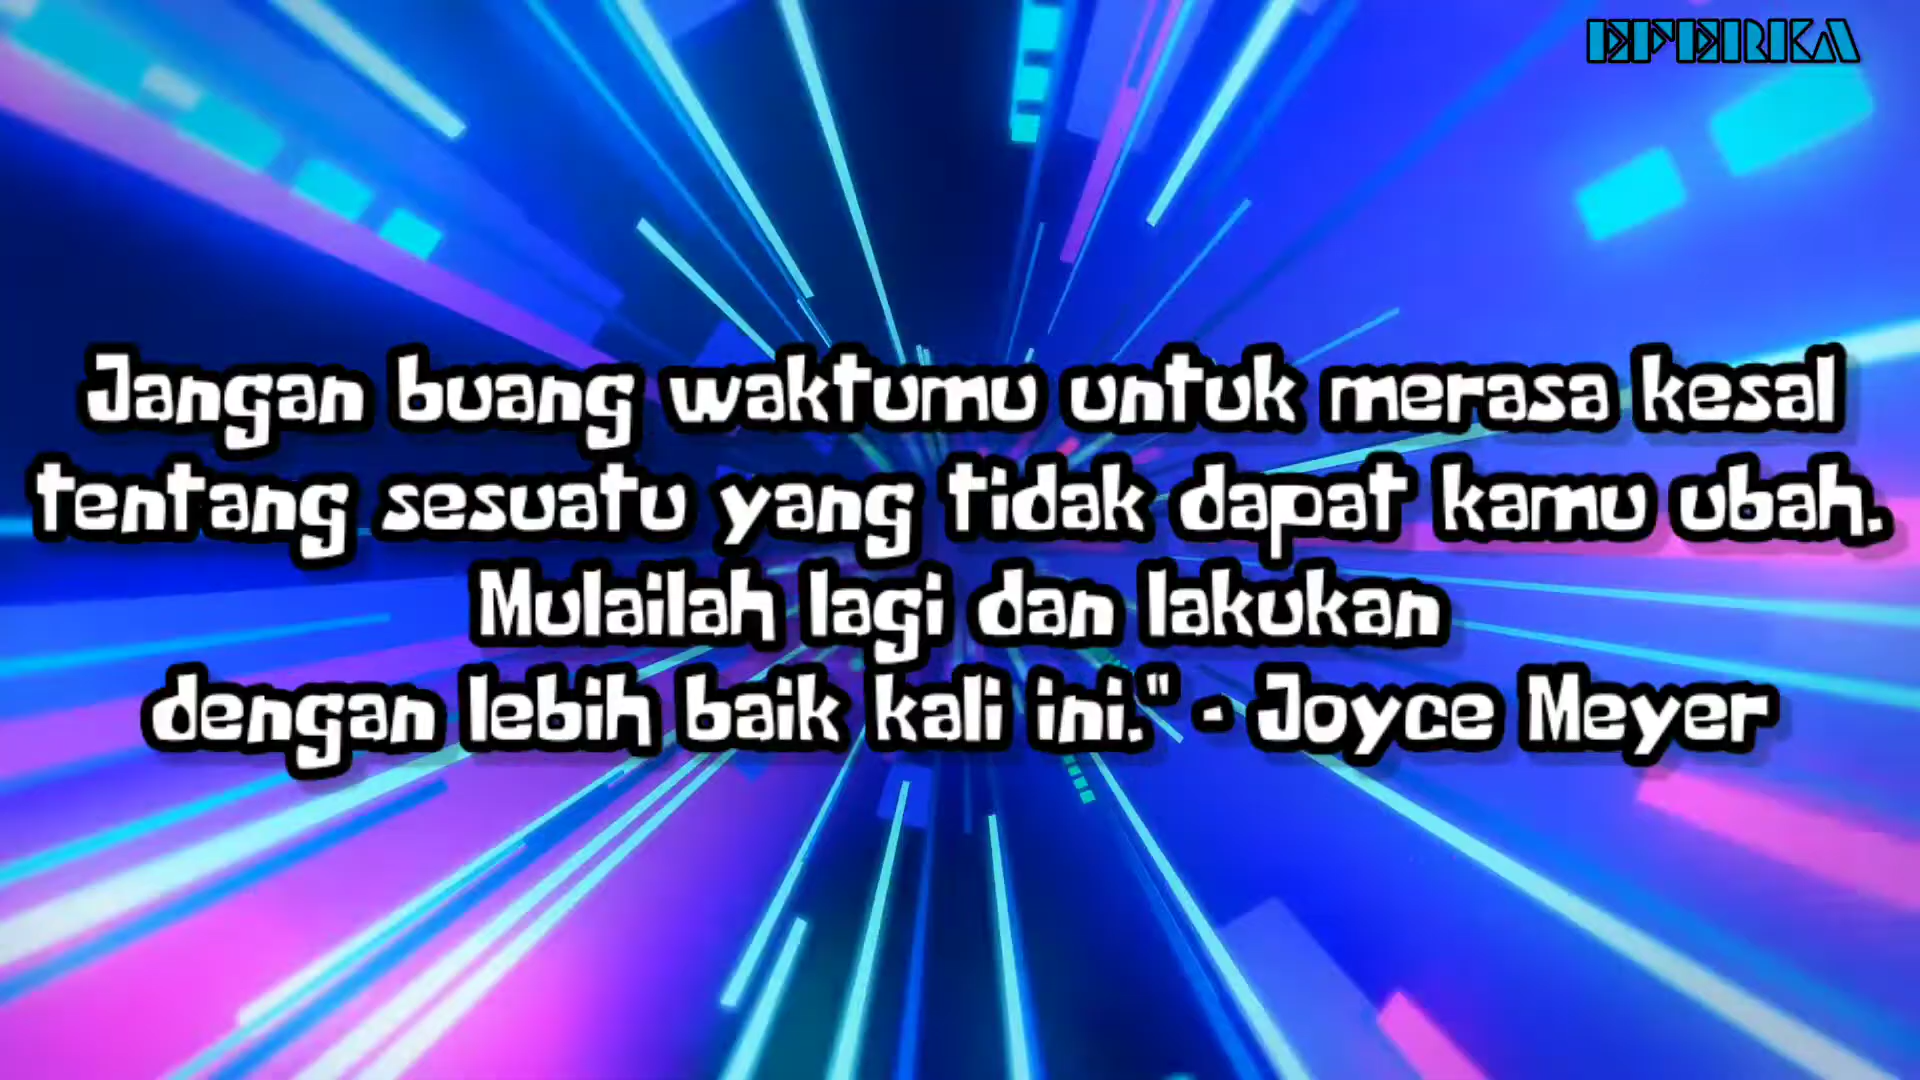 EFERKA
Jangan buang waktumu untuk merasa kesal
tentang sesuatu yang tidak dapat kamu ubah.
Mulailah lagi dan lakukan
dengan lebih baik kali ini." - Joyce Meyer